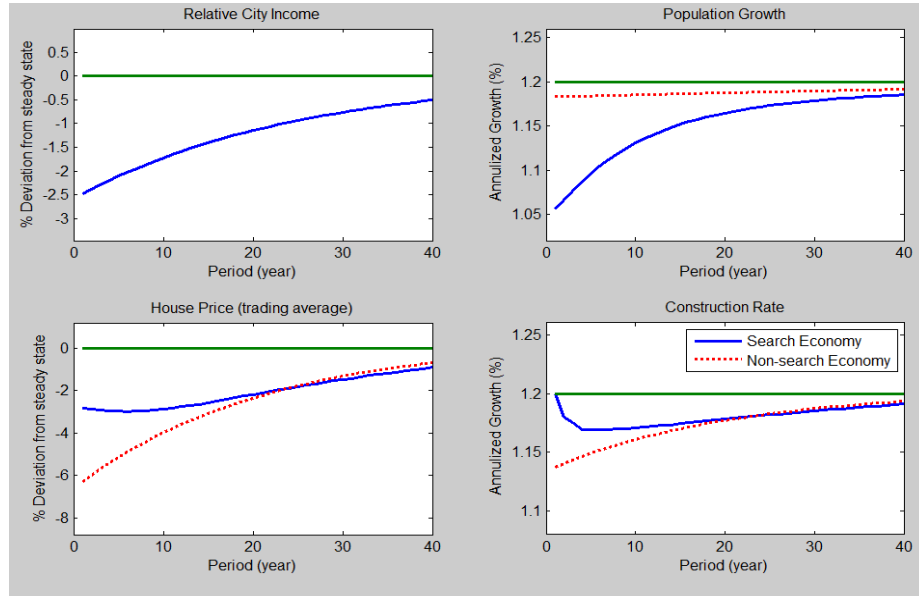 Relative City Income
% Deviation from steady state
0.5
0
-0.5
-1
-1.5
-2
-2.5
-3
0 10 20 30 40
Period (year)
Population Growth
Annulized Growth (%)
1.25
1.2
1.15
1.1
1.05
0 10 20 30 40
Period (year)
House Price (trading average)
% Deviation from steady state
0
-2
-4
-6
-8
0 10 20 30 40
Period (year)
Construction Rate
Annulized Growth (%)
1.25
1.2
1.15
1.1
Search Economy
Non-search Economy
0 10 20 30 40
Period (year)